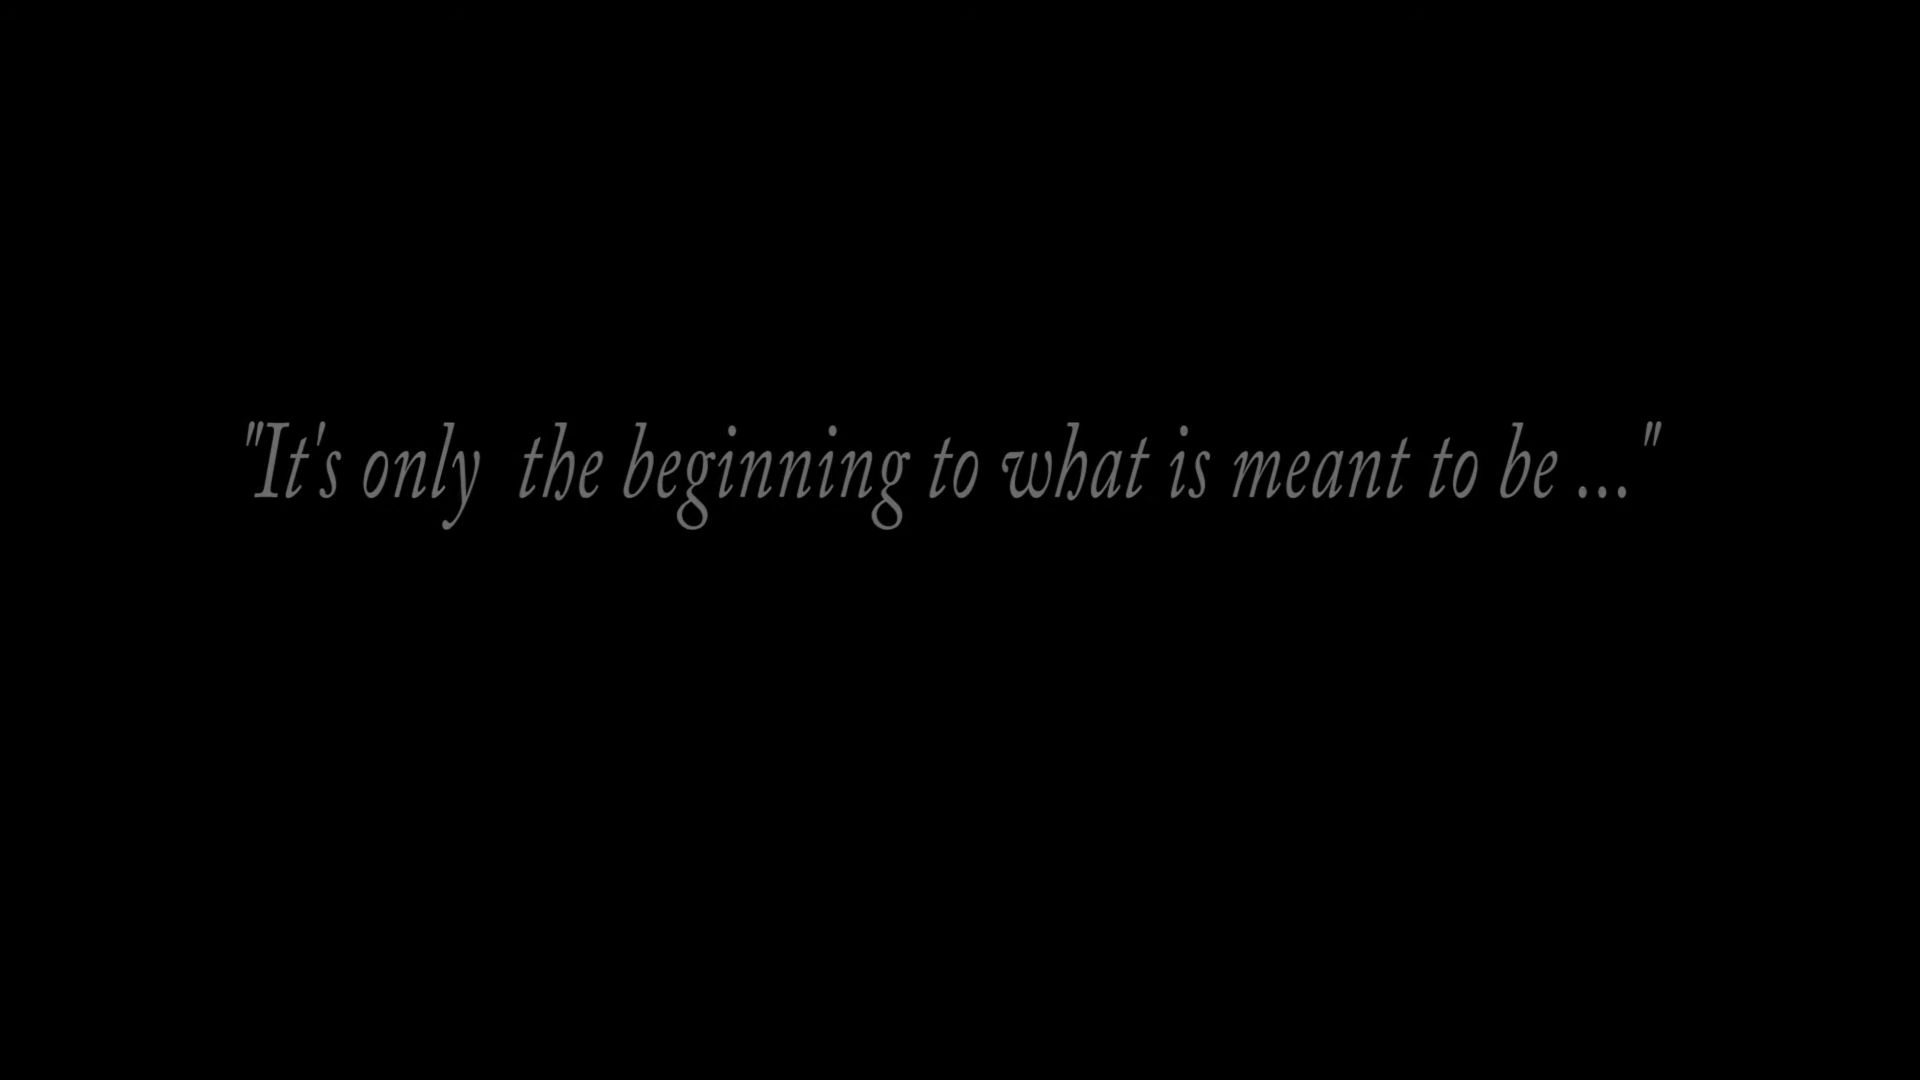 "It's only  the beginning to what is meant to be ..."